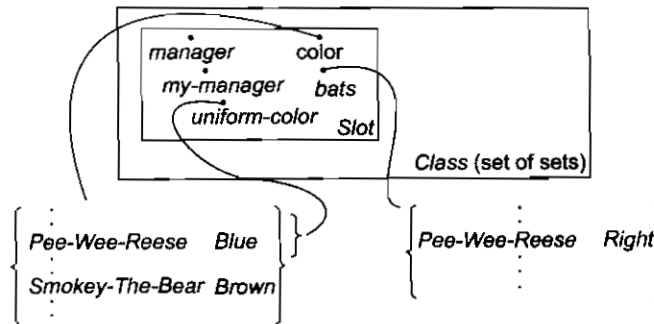 manager color
my-manager bats
uniform-color
Slot
Class (set of sets)
Pee-Wee-Reese Blue
Smokey-The-Bear Brown
Pee-Wee-Reese Right